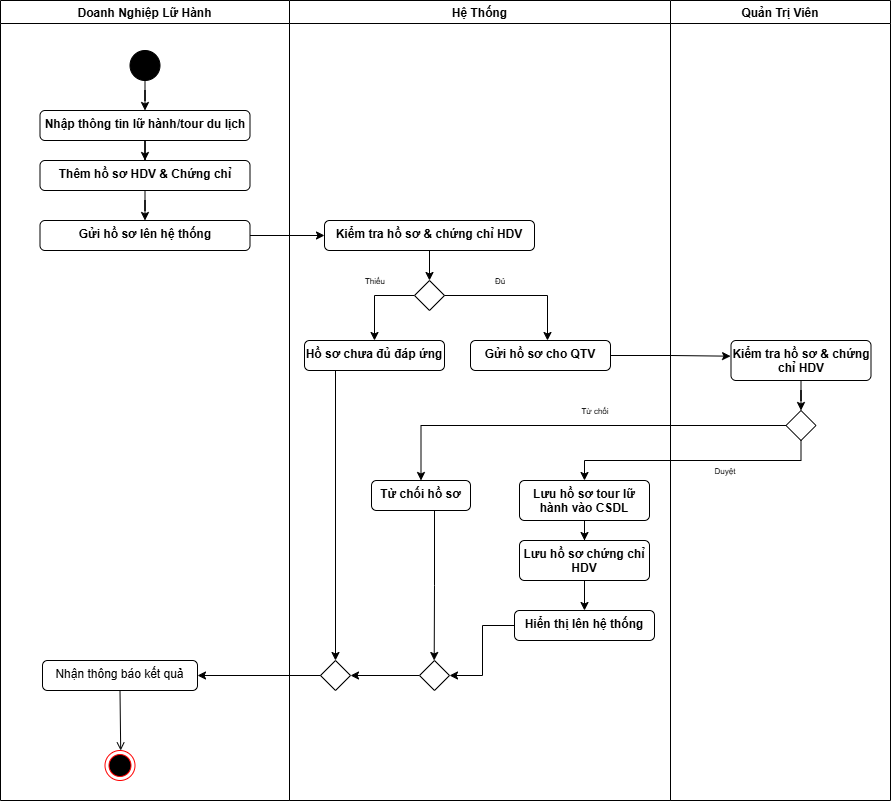 Doanh Nghiệp Lữ Hành
Hệ Thống
Quản Trị Viên
Nhập thông tin lữ hành/tour du lịch
Thêm hồ sơ HDV & Chứng chỉ
Gửi hồ sơ lên hệ thống
Kiểm tra hồ sơ & chứng chỉ HDV
Thiếu
Đủ
Hồ sơ chưa đủ đáp ứng
Gửi hồ sơ cho QTV
Kiểm tra hồ sơ & chứng
chỉ HDV
Từ chối
Duyệt
Từ chối hồ sơ
Lưu hồ sơ tour lữ
hành vào CSDL
Lưu hồ sơ chứng chỉ
HDV
Hiển thị lên hệ thống
Nhận thông báo kết quả